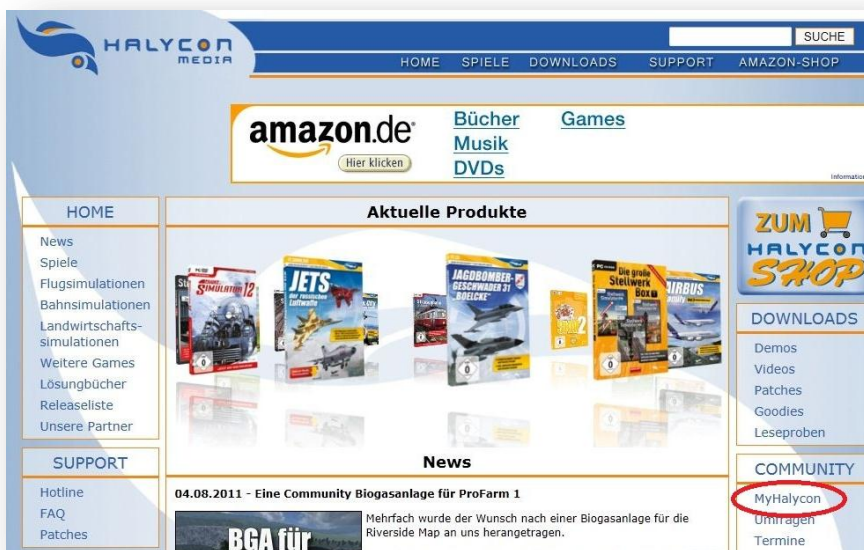 HALYCON
MEDIA
SUCHE
HOME SPIELE DOWNLOADS SUPPORT AMAZON-SHOP
amazon.de
Hier klicken
Bücher Games
Musik
DVDs
HOME
News
Spiele
Flugsimulationen
Bahnsimulationen
Landwirtschafts-
simulationen
Weitere Games
Lösungbücher
Releaseliste
Unsere Partner
SUPPORT
Hotline
FAQ
Patches
Aktuelle Produkte
SIMULATOR 12
JETS
der russischen
Luftwaffe
JAGDBOMBER-
GESCHWADER 31
„BOELCKE"
Die große
Stellwerk
Box
AIRBUS
News
04.08.2011 - Eine Community Biogasanlage für ProFarm 1
BGA für
Mehrfach wurde der Wunsch nach einer Biogasanlage für die
Riverside Map an uns herangetragen.
ZUM
HALYCON
SHOP
DOWNLOADS
Demos
Videos
Patches
Goodies
Leseproben
COMMUNITY
MyHalycon
Umfragen
Termine